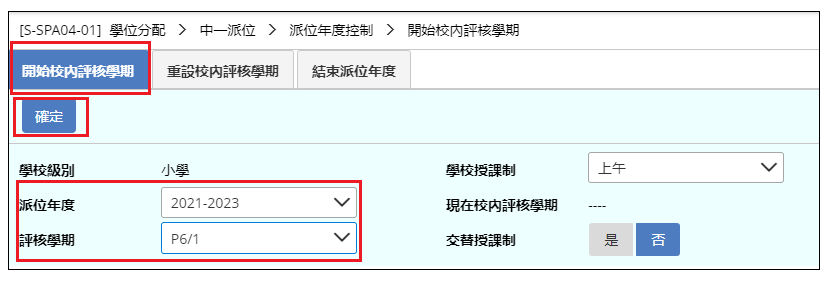 [S-SPA04-01] 學位分配 > 中一派位 > 派位年度控制 > 開始校內評核學期
開始校內評核學期 重設校內評核學期 結束派位年度
確定
學校級別 小學 學校授課制 上午
派位年度 2021-2023 現在校內評核學期 ----
評核學期 P6/1 交替授課制 是 否